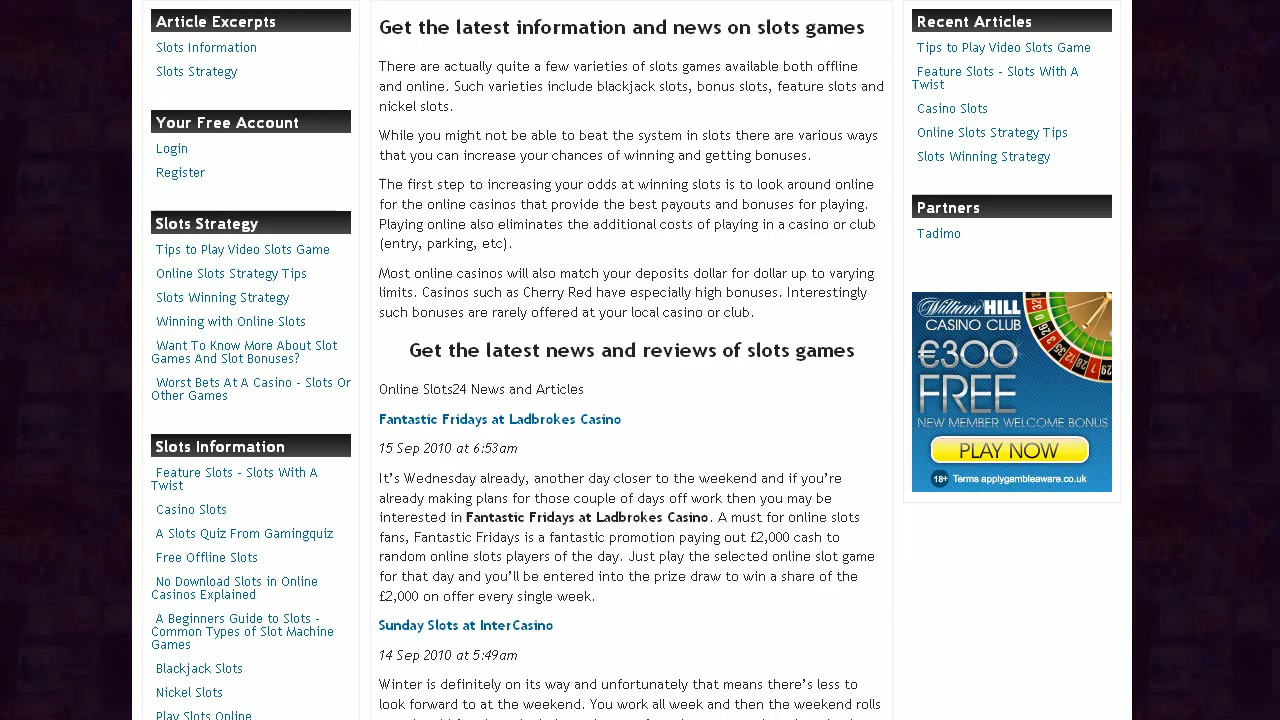 Article Excerpts
Slots Information
Slots Strategy
Your Free Account
Login
Register
Slots Strategy
Tips to Play Video Slots Game
Online Slots Strategy Tips
Slots Winning Strategy
Winning with Online Slots
Want To Know More About Slot
Games And Slot Bonuses?
Worst Bets At A Casino - Slots Or
Other Games
Slots Information
Feature Slots - Slots With A
Twist
Casino Slots
A Slots Quiz From Gamingquiz
Free Offline Slots
No Download Slots in Online
Casinos Explained
A Beginners Guide to Slots -
Common Types of Slot Machine
Games
Blackjack Slots
Nickel Slots
Play Slots Online
Get the latest information and news on slots games
There are actually quite a few varieties of slots games available both offline
and online. Such varieties include blackjack slots, bonus slots, feature slots and
nickel slots.
While you might not be able to beat the system in slots there are various ways
that you can increase your chances of winning and getting bonuses.
The first step to increasing your odds at winning slots is to look around online
for the online casinos that provide the best payouts and bonuses for playing.
Playing online also eliminates the additional costs of playing in a casino or club
(entry, parking, etc).
Most online casinos will also match your deposits dollar for dollar up to varying
limits. Casinos such as Cherry Red have especially high bonuses. Interestingly
such bonuses are rarely offered at your local casino or club.
Get the latest news and reviews of slots games
Online Slots24 News and Articles
Fantastic Fridays at Ladbrokes Casino
15 Sep 2010 at 6:53am
It's Wednesday already, another day closer to the weekend and if you're
already making plans for those couple of days off work then you may be
interested in Fantastic Fridays at Ladbrokes Casino. A must for online slots
fans, Fantastic Fridays is a fantastic promotion paying out £2,000 cash to
random online slots players of the day. Just play the selected online slot game
for that day and you'll be entered into the prize draw to win a share of the
£2,000 on offer every single week.
Sunday Slots at InterCasino
14 Sep 2010 at 5:49am
Winter is definitely on its way and unfortunately that means there's less to
look forward to at the weekend. You work all week and then the weekend rolls
Recent Articles
Tips to Play Video Slots Game
Feature Slots - Slots With A
Twist
Casino Slots
Online Slots Strategy Tips
Slots Winning Strategy
Partners
Tadimo
William HILL
CASINO CLUB
€300
FREE
NEW MEMBER WELCOME BONUS
PLAY NOW
18+ Terms applygambleaware.co.uk